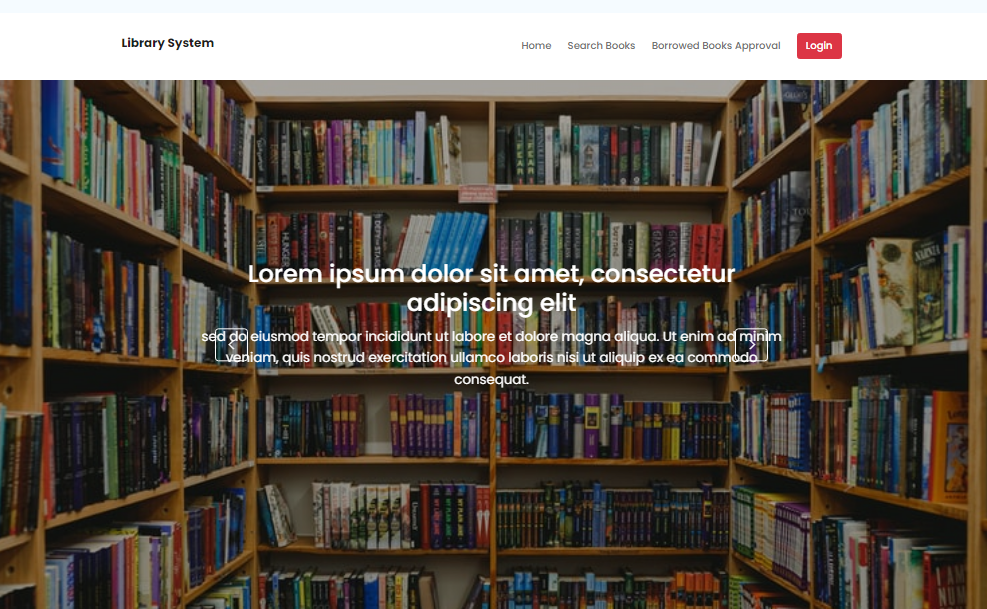 Library System
Home Search Books Borrowed Books Approval Login
Lorem ipsum dolor sit amet, consectetur
adipiscing elit
sed do eiusmod tempor incididunt ut labore et dolore magna aliqua. Ut enim ad minim
veniam, quis nostrud exercitation ullamco laboris nisi ut aliquip ex ea commodo
consequat.